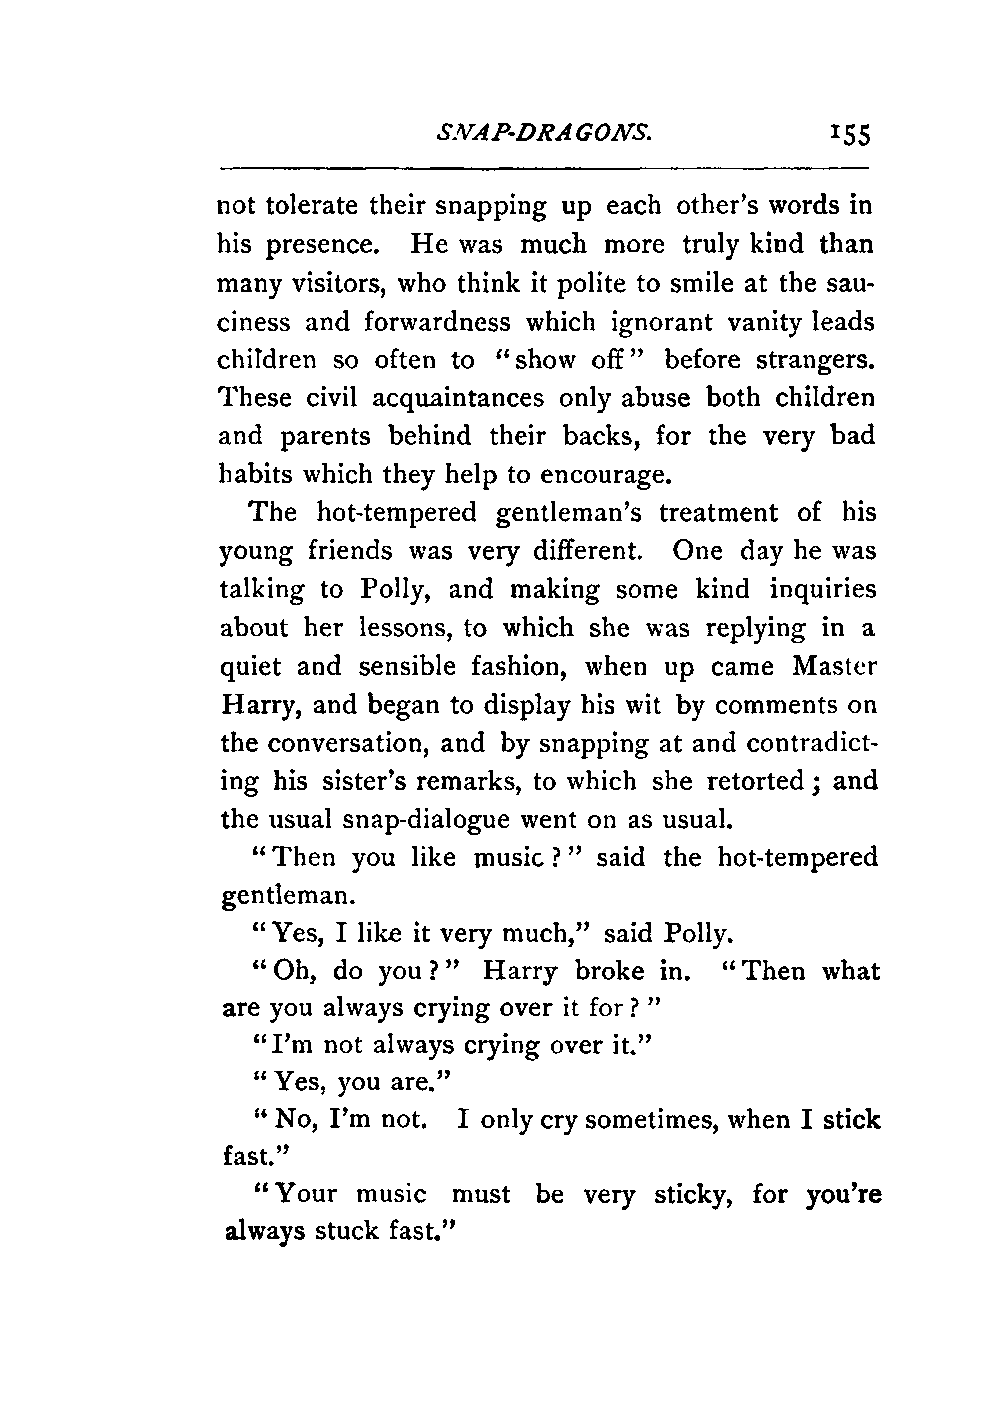 SNAP-DRAGONS. 155
not tolerate their snapping up each other's words in
his presence. He was much more truly kind than
many visitors, who think it polite to smile at the sau-
ciness and forwardness which ignorant vanity leads
children so often to “show off” before strangers.
These civil acquaintances only abuse both children
and parents behind their backs, for the very bad
habits which they help to encourage.
The hot-tempered gentleman's treatment of his
young friends was very different. One day he was
talking to Polly, and making some kind inquiries
about her lessons, to which she was replying in a
quiet and sensible fashion, when up came Master
Harry, and began to display his wit by comments on
the conversation, and by snapping at and contradict-
ing his sister's remarks, to which she retorted ; and
the usual snap-dialogue went on as usual.
“Then you like music ?” said the hot-tempered
gentleman.
“Yes, I like it very much,” said Polly.
“Oh, do you ?” Harry broke in. “Then what
are you always crying over it for ? ”
“I'm not always crying over it.”
“Yes, you are.”
“No, I'm not. I only cry sometimes, when I stick
fast.”
“Your music must be very sticky, for you're
always stuck fast.”